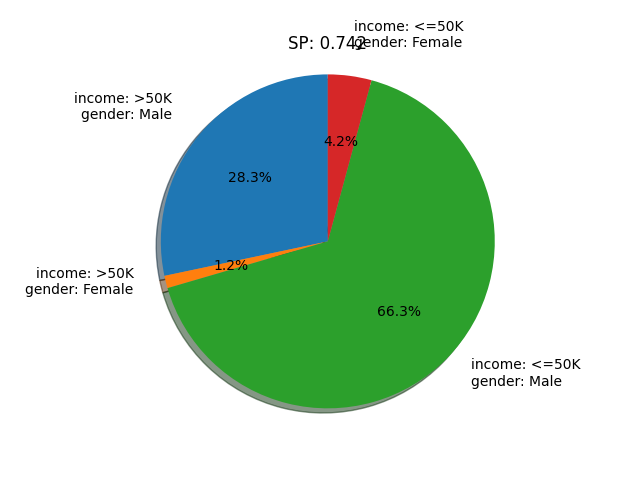 income: <=50K
gender: Female
SP: 0.742
income: >50K
gender: Male
4.2%
28.3%
income: >50K
gender: Female
1.2%
66.3%
income: <=50K
gender: Male